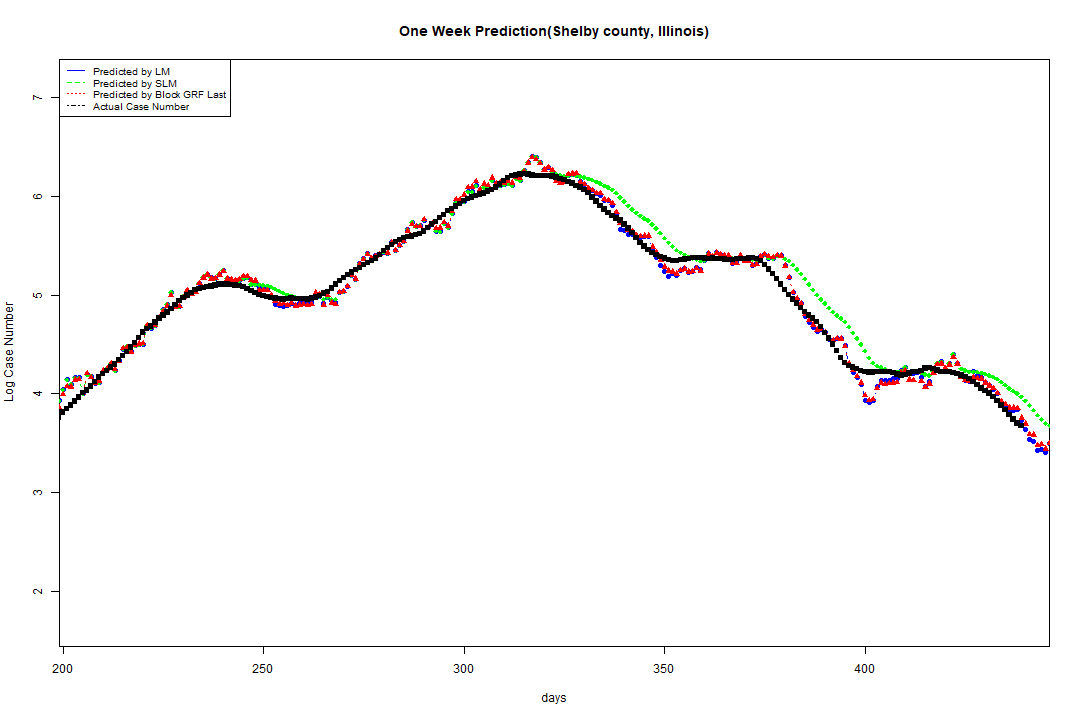 One Week Prediction(Shelby county, Illinois)
Predicted by LM
Predicted by SLM
Predicted by Block GRF Last
Actual Case Number
7
6
5
4
3
2
Log Case Number
200 250 300 350 400
days